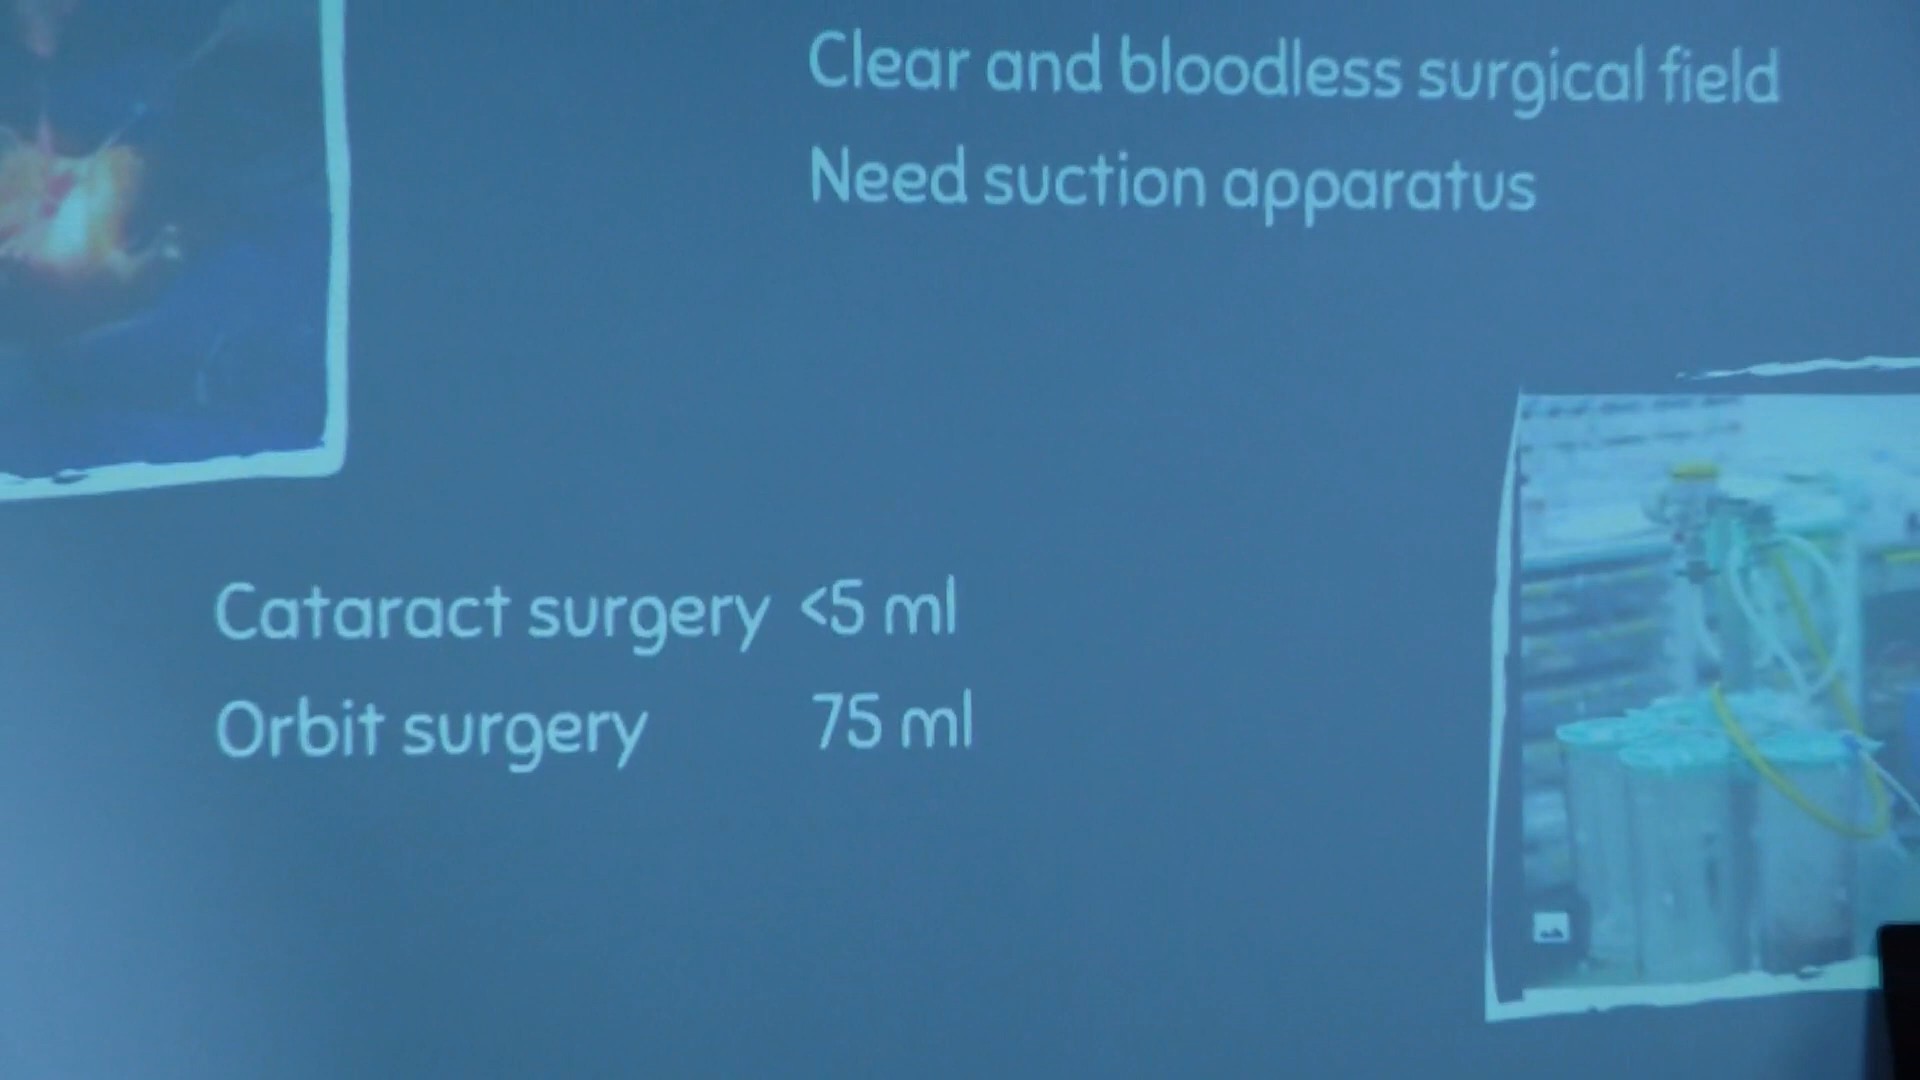 Clear and bloodless surgical field
Need suction apparatus
Cataract surgery <5 ml
Orbit surgery 75 ml